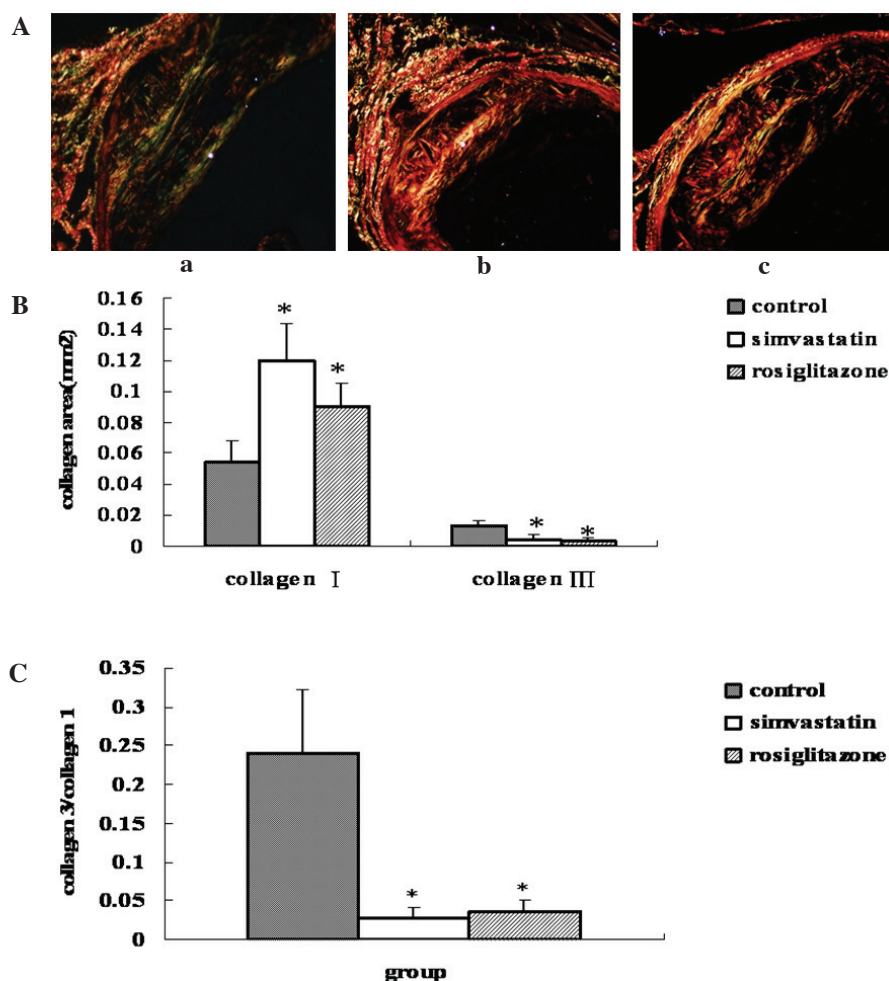 A
a b c
B
collagen area(mm2)
0.16
0.14
0.12
0.1
0.08
0.06
0.04
0.02
0
* * * *
collagen I collagen III
control
simvastatin
rosiglitazone
C
collagen 3/collagen 1
0.35
0.3
0.25
0.2
0.15
0.1
0.05
0
* *
group
control
simvastatin
rosiglitazone